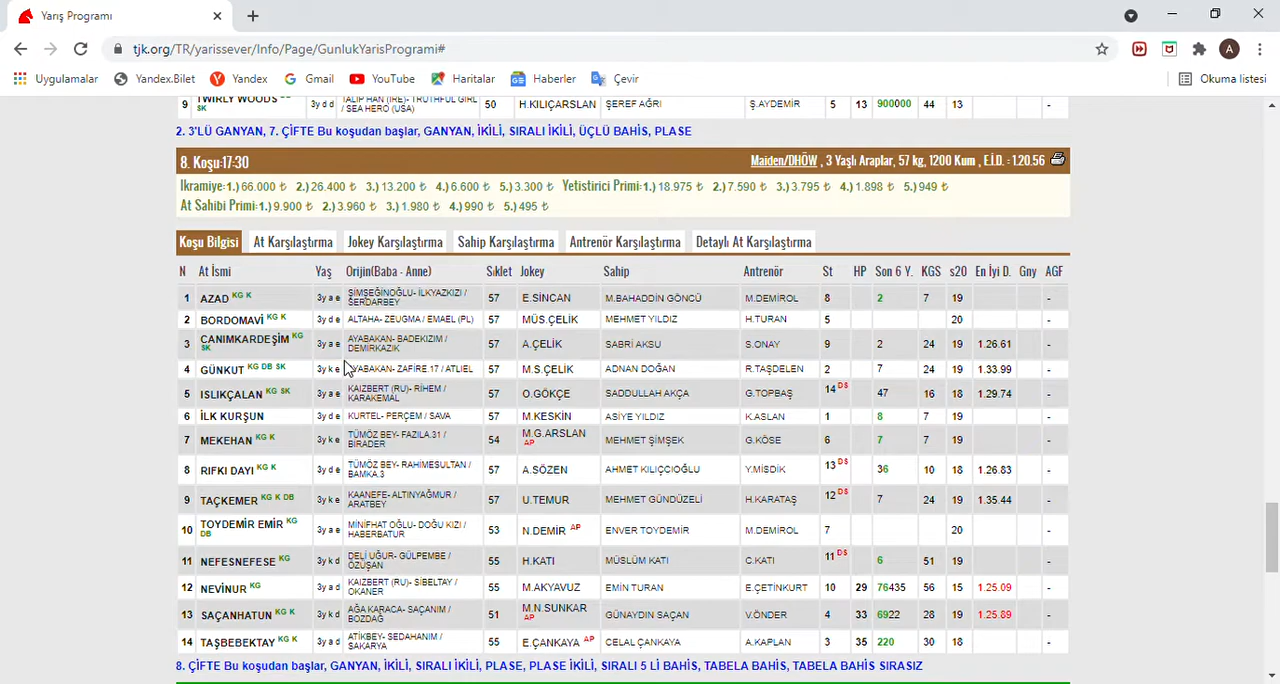 Yarış Programı
tjk.org/TR/yarissever/Info/Page/GunlukYarisProgrami#
A
Uygulamalar Yandex.Bilet Yandex Gmail YouTube Haritalar Haberler Çevir Okuma listesi
9 TWIRLY WOODS SK 3y d d TALIP HAN (IRE)- TRUTHFUL GIRL / SEA HERO (USA) 50 H.KILIÇARSLAN ŞEREF AĞRI Ş.AYDEMİR 5 13 900000 44 13 -
2. 3'LÜ GANYAN, 7. ÇİFTE Bu koşudan başlar, GANYAN, İKİLİ, SIRALI İKİLİ, ÜÇLÜ BAHİS, PLASE
8. Koşu:17:30 Maiden/DHÖW , 3 Yaşlı Araplar, 57 kg, 1200 Kum , E.İ.D. : 1.20.56
İkramiye:1.) 66.000 ₺ 2.) 26.400 ₺ 3.) 13.200 ₺ 4.) 6.600 ₺ 5.) 3.300 ₺ Yetistirici Primi:1.) 18.975 ₺ 2.) 7.590 ₺ 3.) 3.795 ₺ 4.) 1.898 ₺ 5.) 949 ₺
At Sahibi Primi:1.) 9.900 ₺ 2.) 3.960 ₺ 3.) 1.980 ₺ 4.) 990 ₺ 5.) 495 ₺
Koşu Bilgisi At Karşılaştırma Jokey Karşılaştırma Sahip Karşılaştırma Antrenör Karşılaştırma Detaylı At Karşılaştırma
N At İsmi Yaş Orijin(Baba - Anne) Sıklet Jokey Sahip Antrenör St HP Son 6 Y. KGS s20 En İyi D. Gny AGF
1 AZAD KG K 3y a e ŞİMŞEĞİNOĞLU- İLKYAZKIZI / SERDARBEY 57 E.SİNCAN M.BAHADDİN GÖNCÜ M.DEMİROL 8 2 7 19 -
2 BORDOMAVİ KG K 3y d e ALTAHA- ZEUGMA / EMAEL (PL) 57 MÜS.ÇELİK MEHMET YILDIZ H.TURAN 5 20 -
3 CANIMKARDEŞİM KG SK 3y a e AYABAKAN- BADEKIZIM / DEMİRKAZIK 57 A.ÇELİK SABRİ AKSU S.ONAY 9 2 24 19 1.26.61 -
4 GÜNKUT KG DB SK 3y k e AYABAKAN- ZAFİRE.17 / ATLIEL 57 M.S.ÇELİK ADNAN DOĞAN R.TAŞDELEN 2 7 24 19 1.33.99 -
5 ISLIKÇALAN KG SK 3y a e KAIZBERT (RU)- RİHEM / KARAKEMAL 57 O.GÖKÇE SADDULLAH AKÇA G.TOPBAŞ 14 DS 47 16 18 1.29.74 -
6 İLK KURŞUN 3y d e KURTEL- PERÇEM / SAVA 57 M.KESKİN ASİYE YILDIZ K.ASLAN 1 8 7 19 -
7 MEKEHAN KG K 3y k e TÜMÖZ BEY- FAZILA.31 / BİRADER 54 M.G.ARSLAN AP MEHMET ŞİMŞEK G.KÖSE 6 7 7 19 -
8 RIFKI DAYI KG K 3y d e TÜMÖZ BEY- RAHİMESULTAN / BAMKA.3 57 A.SÖZEN AHMET KILIÇCIOĞLU Y.MİSDİK 13 DS 36 10 18 1.26.83 -
9 TAÇKEMER KG K DB 3y k e KAANEFE- ALTINYAĞMUR / ARATBEY 57 U.TEMUR MEHMET GÜNDÜZELİ H.KARATAŞ 12 DS 7 24 19 1.35.44 -
10 TOYDEMİR EMİR KG DB 3y a e MİNİFHAT OĞLU- DOĞU KIZI / HABERBATUR 53 N.DEMİR AP ENVER TOYDEMİR M.DEMİROL 7 20 -
11 NEFESNEFESE KG 3y k d DELİ UĞUR- GÜLPEMBE / ÖZÜŞAN 55 H.KATI MÜSLÜM KATI C.KATI 11 DS 6 51 19 -
12 NEVİNUR KG 3y a d KAIZBERT (RU)- SİBELTAY / OKANER 55 M.AKYAVUZ EMİN TURAN E.ÇETİNKURT 10 29 76435 56 15 1.25.09 -
13 SAÇANHATUN KG K 3y k d AĞA KARACA- SAÇANIM / BOZDAĞ 51 M.N.SUNKAR AP GÜNAYDIN SAÇAN V.ÖNDER 4 33 6922 28 19 1.25.89 -
14 TAŞBEBEKTAY KG K 3y a d ATİKBEY- SEDAHANIM / SAKARYA 55 E.ÇANKAYA AP CELAL ÇANKAYA A.KAPLAN 3 35 220 30 18 -
8. ÇİFTE Bu koşudan başlar, GANYAN, İKİLİ, SIRALI İKİLİ, PLASE, PLASE İKİLİ, SIRALI 5 Lİ BAHİS, TABELA BAHİS, TABELA BAHİS SIRASIZ